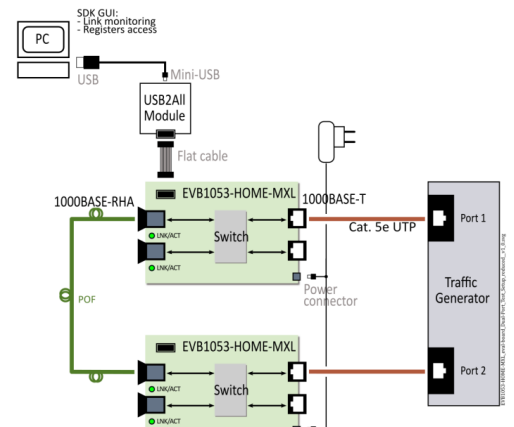 SDK GUI:
- Link monitoring
- Registers access
PC
USB
Mini-USB
USB2All
Module
Flat cable
EVB1053-HOME-MXL
1000BASE-RHA
1000BASE-T
LNK/ACT
Switch
LNK/ACT
Cat. 5e UTP
Port 1
POF
Power
connector
Traffic
Generator
EVB1053-HOME-MXL
LNK/ACT
Switch
LNK/ACT
Port 2